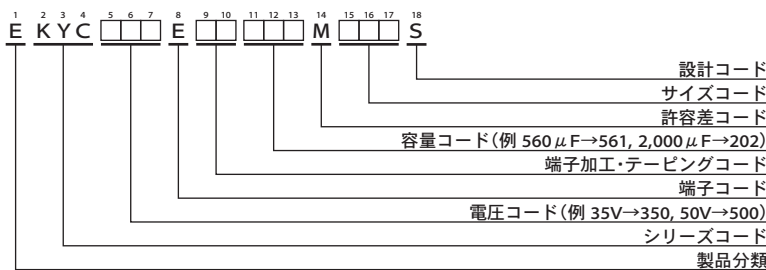 1 2 3 4 5 6 7 8 9 10 11 12 13 14 15 16 17 18
E K Y C □□□ E □□ □□□ M □□□ S
設計コード
サイズコード
許容差コード
容量コード（例 560μF→561, 2,000μF→202）
端子加工・テーピングコード
端子コード
電圧コード（例 35V→350, 50V→500）
シリーズコード
製品分類